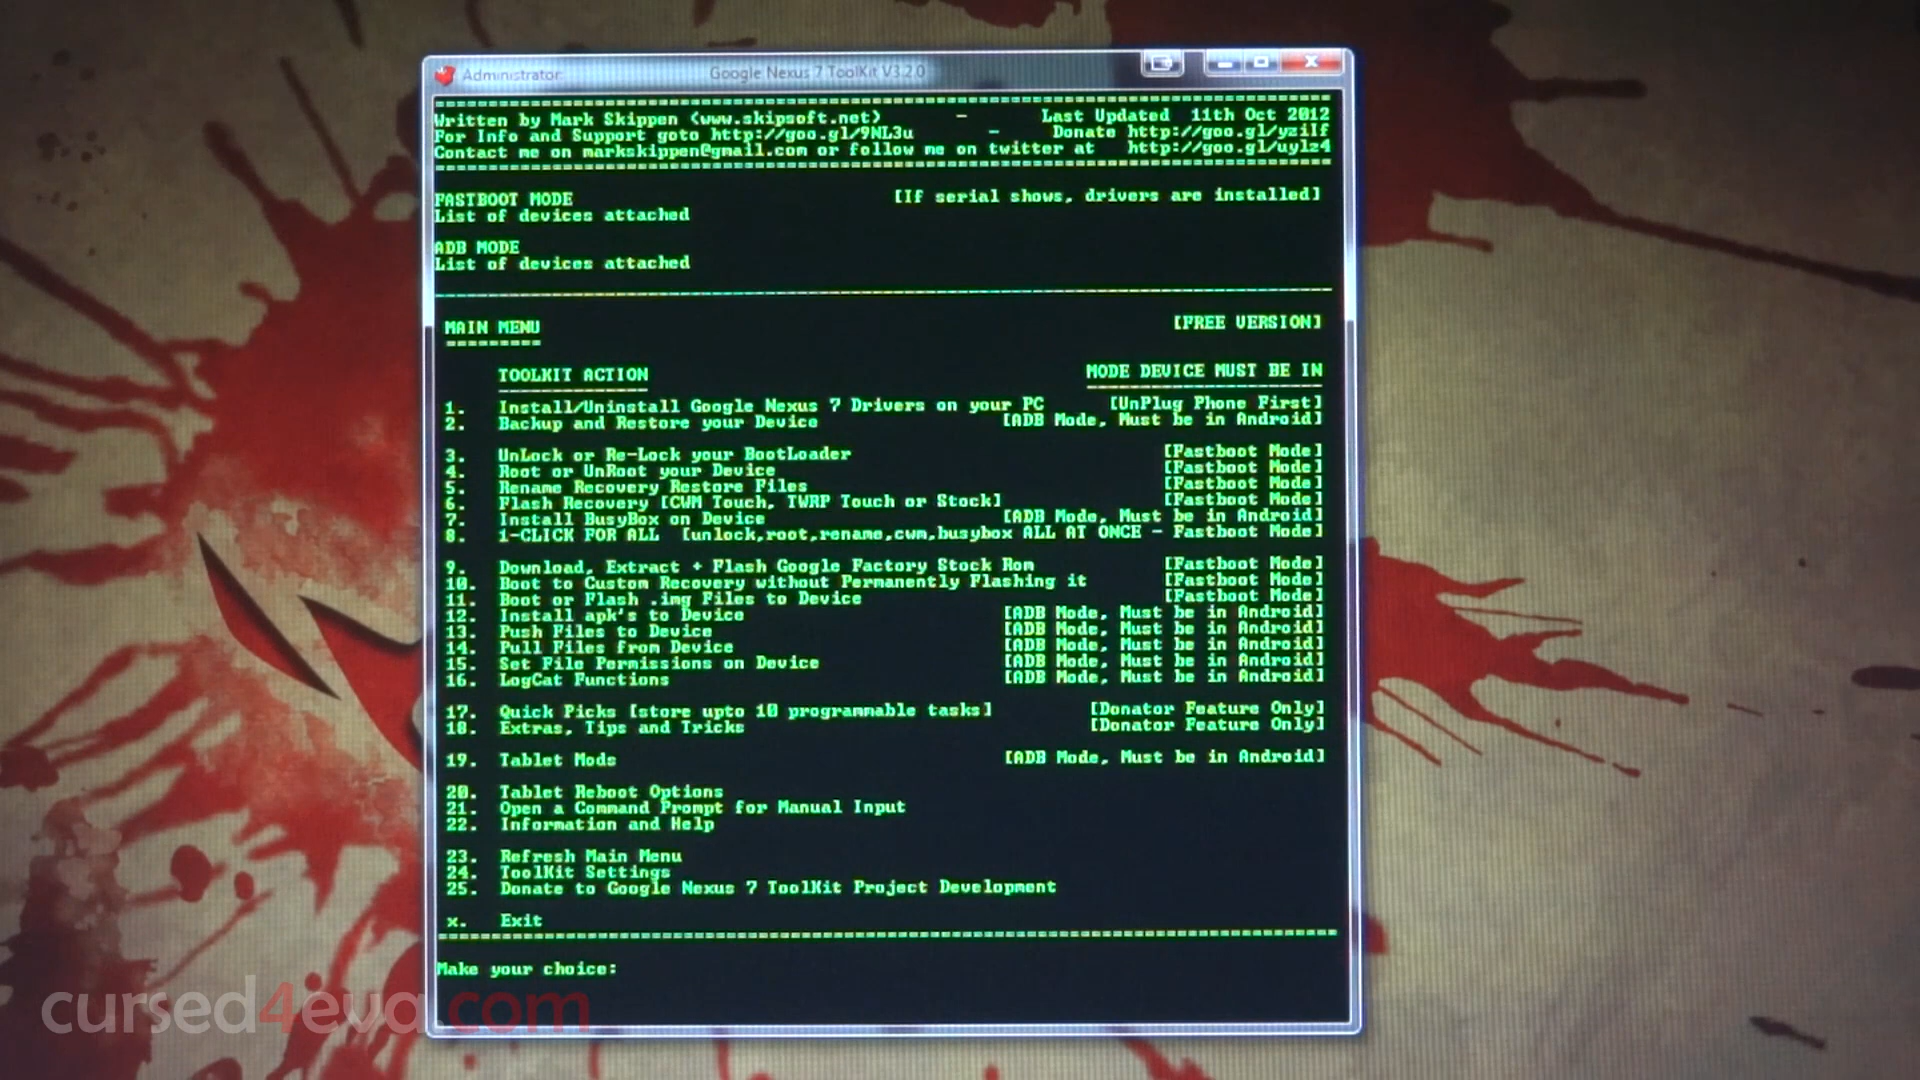 Administrator: Google Nexus 7 ToolKit V3.2.0
Written by Mark Skippen (www.skipsoft.net) - Last Updated 11th Oct 2012
For Info and Support goto http://goo.gl/9NL3u - Donate http://goo.gl/yziIf
Contact me on markskippen@gmail.com or follow me on twitter at http://goo.gl/uylz4
FASTBOOT MODE [If serial shows, drivers are installed]
List of devices attached
ADB MODE
List of devices attached
MAIN MENU [FREE VERSION]
TOOLKIT ACTION MODE DEVICE MUST BE IN
1. Install/Uninstall Google Nexus 7 Drivers on your PC [UnPlug Phone First]
2. Backup and Restore your Device [ADB Mode, Must be in Android]
3. UnLock or Re-Lock your BootLoader [Fastboot Mode]
4. Root or UnRoot your Device [Fastboot Mode]
5. Rename Recovery Restore Files [Fastboot Mode]
6. Flash Recovery [CWM Touch, TWRP Touch or Stock] [Fastboot Mode]
7. Install BusyBox on Device [ADB Mode, Must be in Android]
8. 1-CLICK FOR ALL [unlock,root,rename,cwm,busybox ALL AT ONCE - Fastboot Mode]
9. Download, Extract + Flash Google Factory Stock Rom [Fastboot Mode]
10. Boot to Custom Recovery without Permanently Flashing it [Fastboot Mode]
11. Boot or Flash .img Files to Device [Fastboot Mode]
12. Install apk's to Device [ADB Mode, Must be in Android]
13. Push Files to Device [ADB Mode, Must be in Android]
14. Pull Files from Device [ADB Mode, Must be in Android]
15. Set File Permissions on Device [ADB Mode, Must be in Android]
16. LogCat Functions [ADB Mode, Must be in Android]
17. Quick Picks [store upto 10 programmable tasks] [Donator Feature Only]
18. Extras, Tips and Tricks [Donator Feature Only]
19. Tablet Mods [ADB Mode, Must be in Android]
20. Tablet Reboot Options
21. Open a Command Prompt for Manual Input
22. Information and Help
23. Refresh Main Menu
24. ToolKit Settings
25. Donate to Google Nexus 7 ToolKit Project Development
x. Exit
Make your choice:
cursed4eva.com